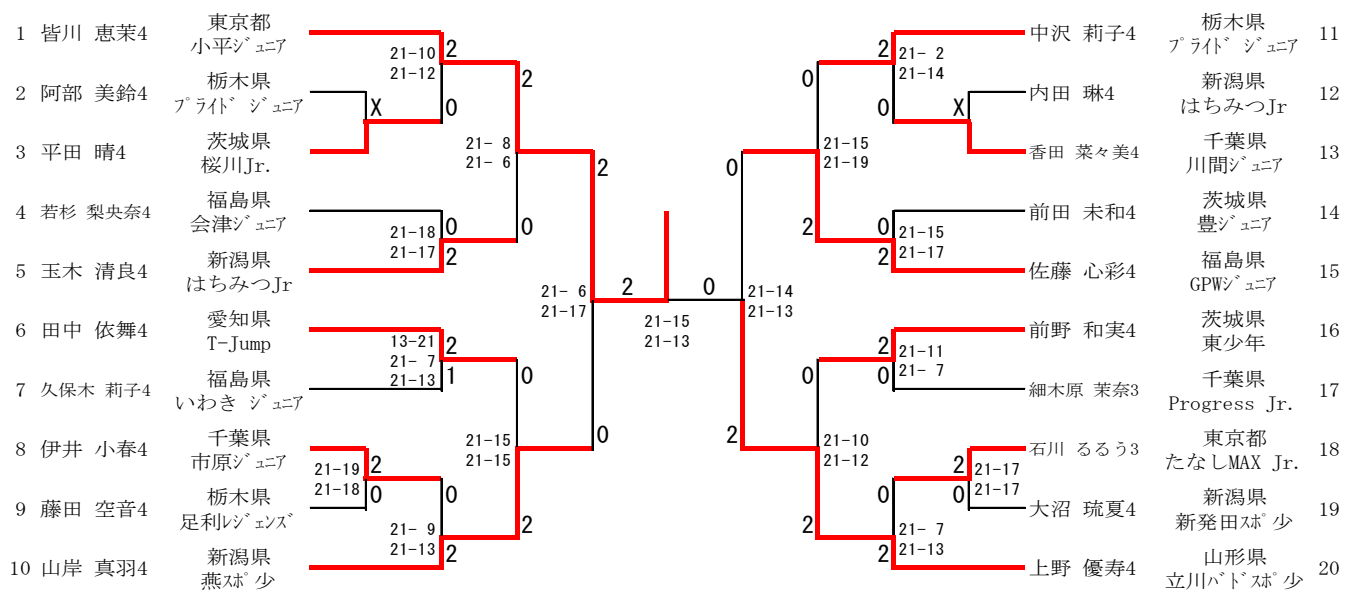 1 皆川 恵茉4 東京都
小平ジュニア
2 阿部 美鈴4 栃木県
プライドジュニア
3 平田 晴4 茨城県
桜川Jr.
4 若杉 梨央奈4 福島県
会津ジュニア
5 玉木 清良4 新潟県
はちみつJr
6 田中 依舞4 愛知県
T-Jump
7 久保木 莉子4 福島県
いわき ジュニア
8 伊井 小春4 千葉県
市原ジュニア
9 藤田 空音4 栃木県
足利レジェンズ
10 山岸 真羽4 新潟県
燕スポ少
21-10
21-12
2
0
X
21-18
21-17
0
2
13-21
21- 7
21-13
2
1
21-19
21-18
2
0
21- 9
21-13
0
2
21- 8
21- 6
2
0
21-15
21-15
0
2
21- 6
21-17
2
0
2
0
21-15
21-13
21-14
21-13
0
2
21-15
21-19
0
2
21-10
21-12
0
2
2
21- 2
21-14
0
X
0
21-15
21-17
2
2
21-11
21- 7
0
2
21-17
21-17
0
0
21- 7
21-13
2
中沢 莉子4 栃木県 11
プライド ジュニア
内田 琳4 新潟県 12
はちみつJr
香田 菜々美4 千葉県 13
川間ジュニア
前田 未和4 茨城県 14
豊ジュニア
佐藤 心彩4 福島県 15
GPWジュニア
前野 和実4 茨城県 16
東少年
細木原 茉奈3 千葉県 17
Progress Jr.
石川 るるう3 東京都 18
たなしMAX Jr.
大沼 琉夏4 新潟県 19
新発田スポ少
上野 優寿4 山形県 20
立川バドスポ少